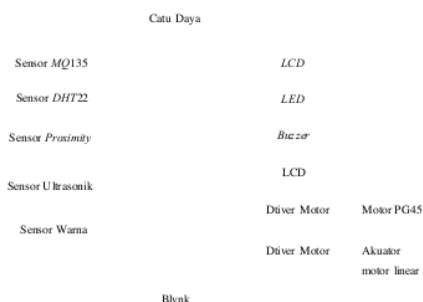 Catu Daya
Sensor MQ135
LCD
Sensor DHT22
LED
Sensor Proximity
Buzzer
LCD
Sensor Ultrasonik
Dtiver Motor
Motor PG45
Sensor Warna
Dtiver Motor
Akuator
motor linear
Blynk